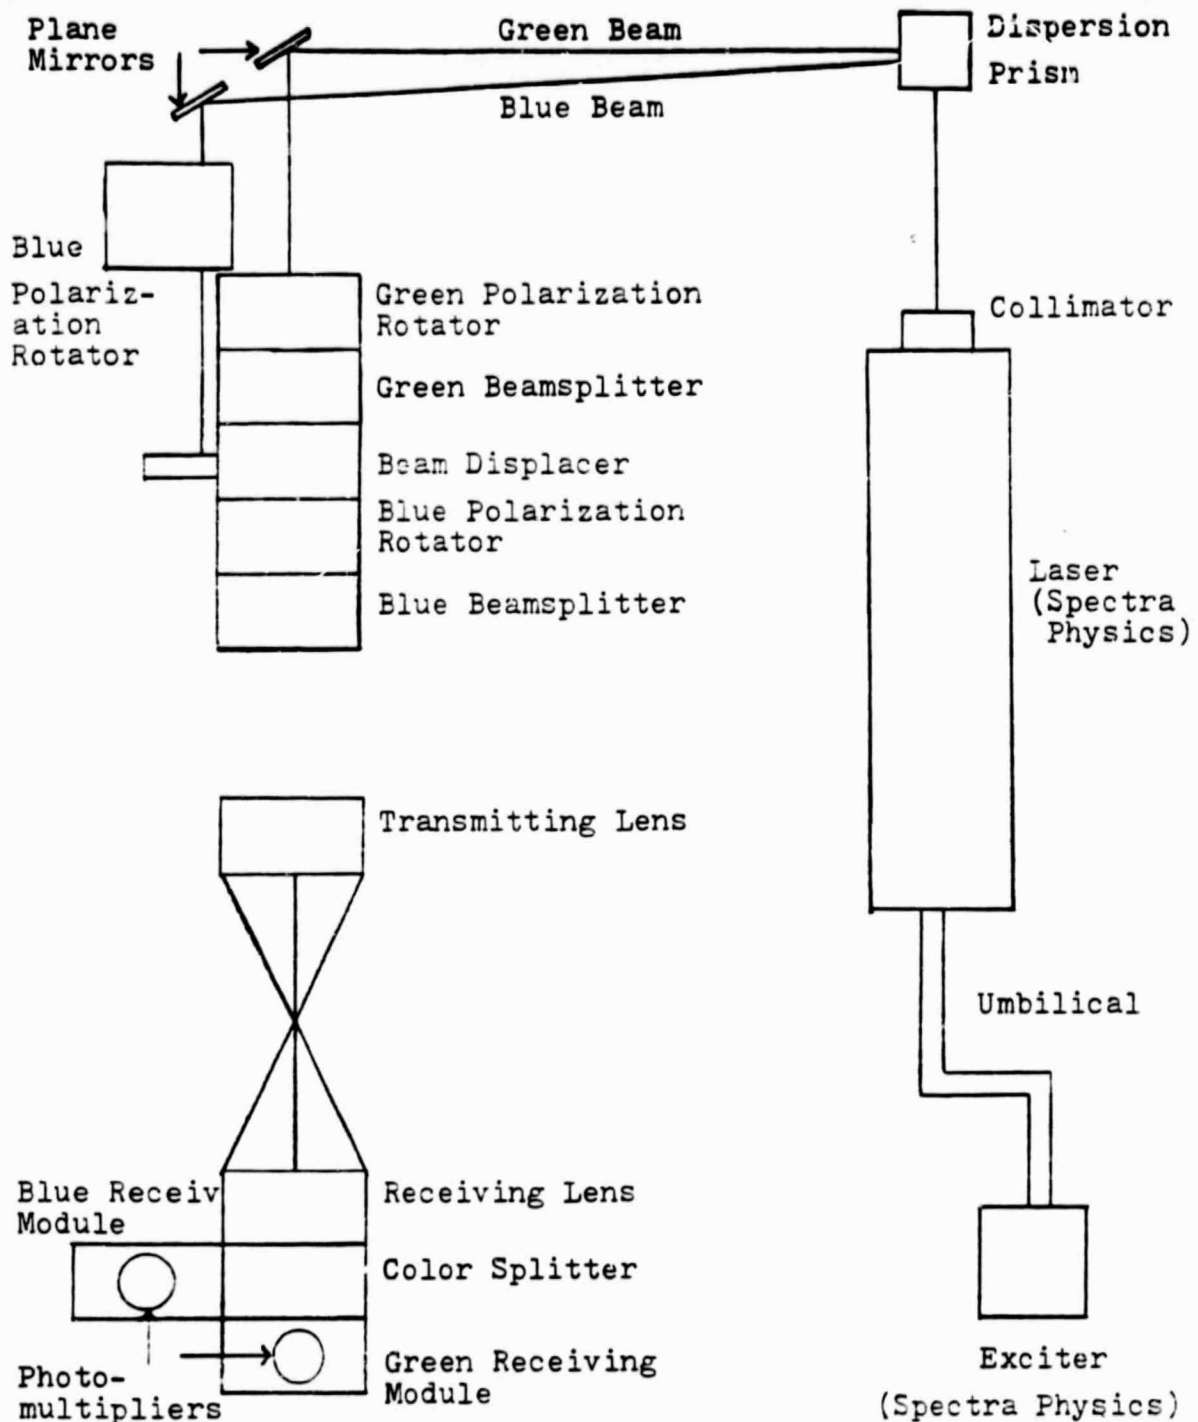 Plane
Mirrors
Green Beam
Blue Beam
Dispersion
Prism
Blue
Polariz-
ation
Rotator
Green Polarization
Rotator
Green Beamsplitter
Beam Displacer
Blue Polarization
Rotator
Blue Beamsplitter
Collimator
Laser
(Spectra
Physics)
Transmitting Lens
Umbilical
Blue Receiv
Module
Receiving Lens
Color Splitter
Green Receiving
Module
Photo-
multipliers
Exciter
(Spectra Physics)